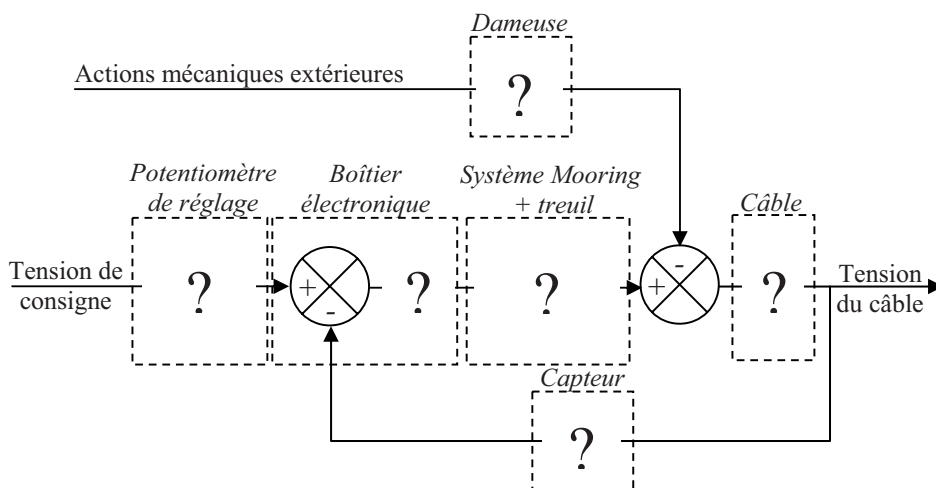 Dameuse
Actions mécaniques extérieures
?
-
Potentiomètre
de réglage
Boîtier
électronique
Système Mooring
+ treuil
Câble
Tension de
consigne
?
+
-
?
?
+
?
Tension
du câble
Capteur
?